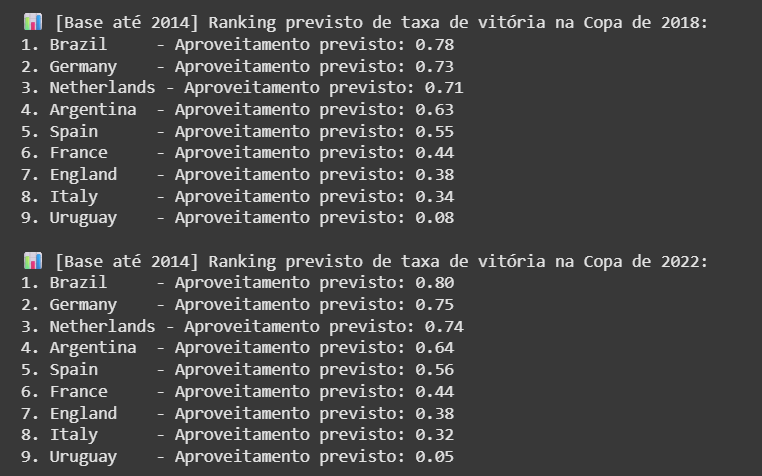 📊 [Base até 2014] Ranking previsto de taxa de vitória na Copa de 2018:
1. Brazil      - Aproveitamento previsto: 0.78
2. Germany     - Aproveitamento previsto: 0.73
3. Netherlands - Aproveitamento previsto: 0.71
4. Argentina   - Aproveitamento previsto: 0.63
5. Spain       - Aproveitamento previsto: 0.55
6. France      - Aproveitamento previsto: 0.44
7. England     - Aproveitamento previsto: 0.38
8. Italy       - Aproveitamento previsto: 0.34
9. Uruguay     - Aproveitamento previsto: 0.08
📊 [Base até 2014] Ranking previsto de taxa de vitória na Copa de 2022:
1. Brazil      - Aproveitamento previsto: 0.80
2. Germany     - Aproveitamento previsto: 0.75
3. Netherlands - Aproveitamento previsto: 0.74
4. Argentina   - Aproveitamento previsto: 0.64
5. Spain       - Aproveitamento previsto: 0.56
6. France      - Aproveitamento previsto: 0.44
7. England     - Aproveitamento previsto: 0.38
8. Italy       - Aproveitamento previsto: 0.32
9. Uruguay     - Aproveitamento previsto: 0.05